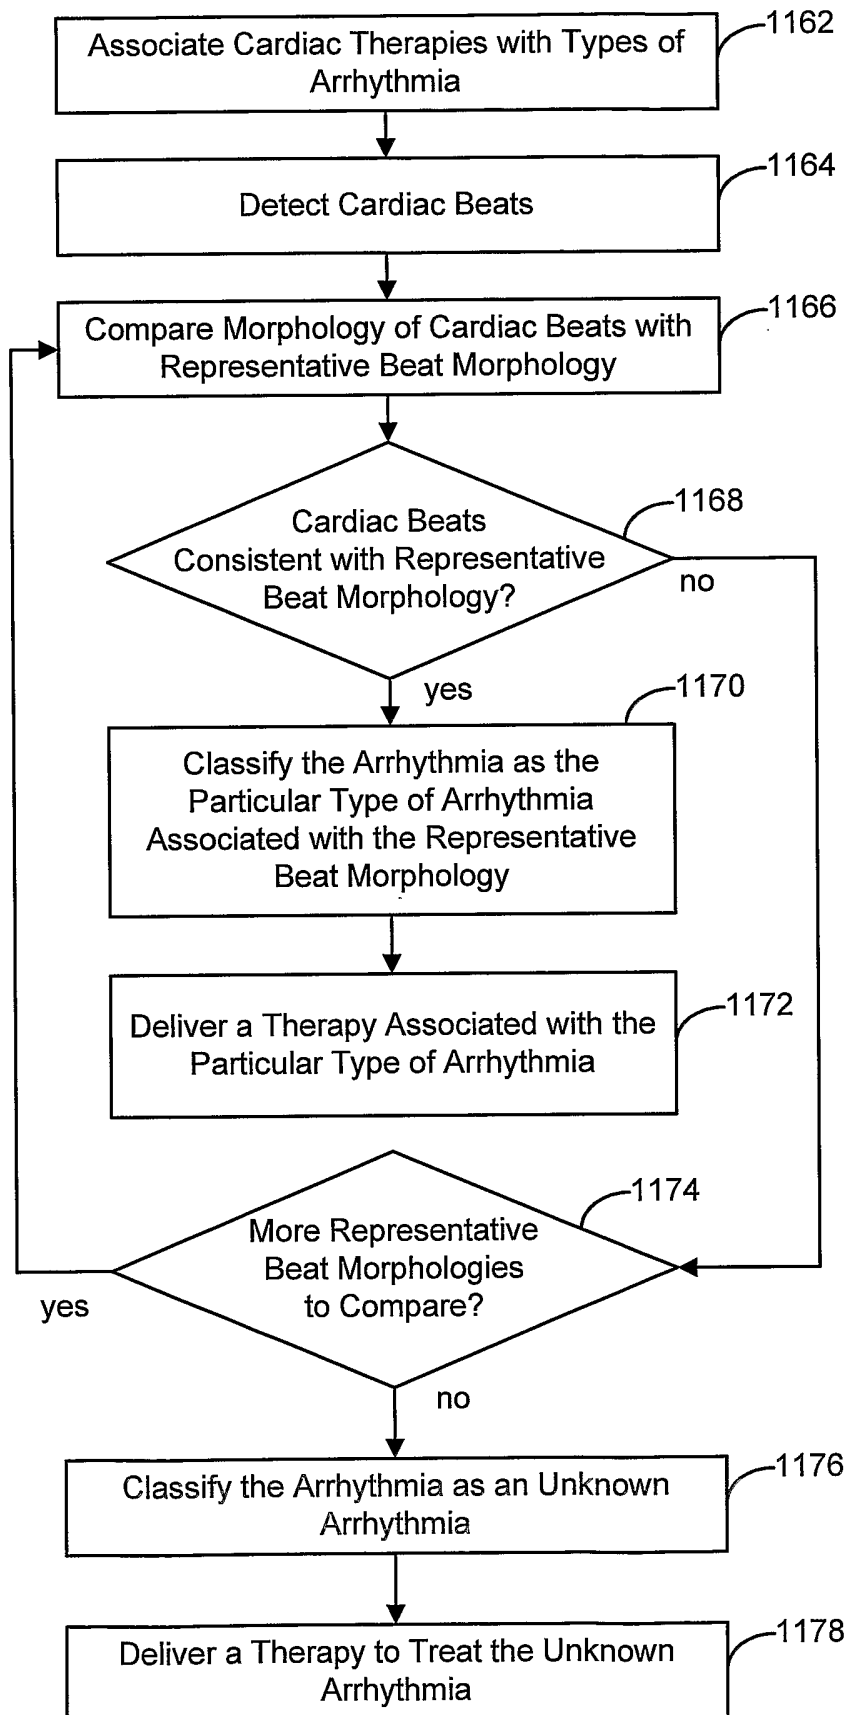 1162
Associate Cardiac Therapies with Types of
Arrhythmia
1164
Detect Cardiac Beats
1166
Compare Morphology of Cardiac Beats with
Representative Beat Morphology
1168
Cardiac Beats
Consistent with Representative
Beat Morphology?
no
yes
1170
Classify the Arrhythmia as the
Particular Type of Arrhythmia
Associated with the Representative
Beat Morphology
1172
Deliver a Therapy Associated with the
Particular Type of Arrhythmia
1174
More Representative
Beat Morphologies
to Compare?
yes
no
1176
Classify the Arrhythmia as an Unknown
Arrhythmia
1178
Deliver a Therapy to Treat the Unknown
Arrhythmia